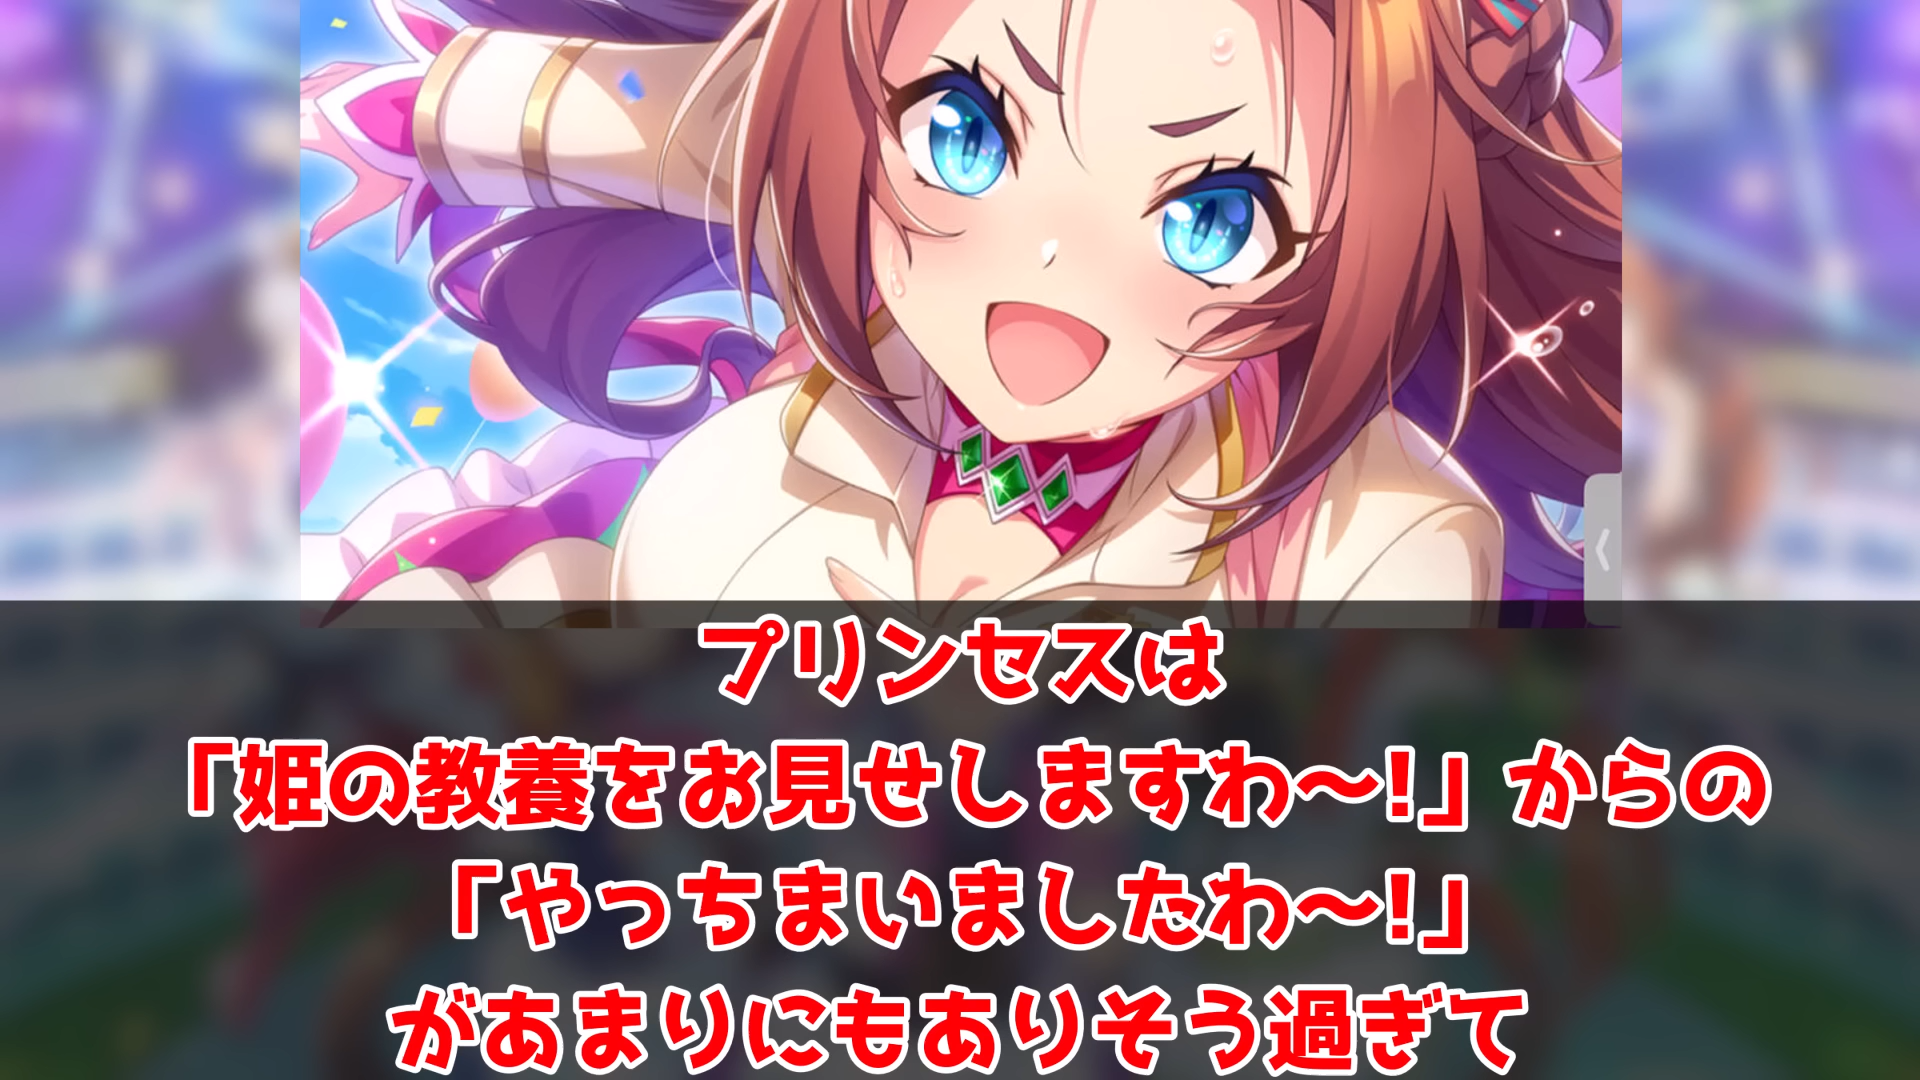 プリンセスは
「姫の教養をお見せしますわ～!」からの
「やっちまいましたわ～!」
があまりにもありそう過ぎて